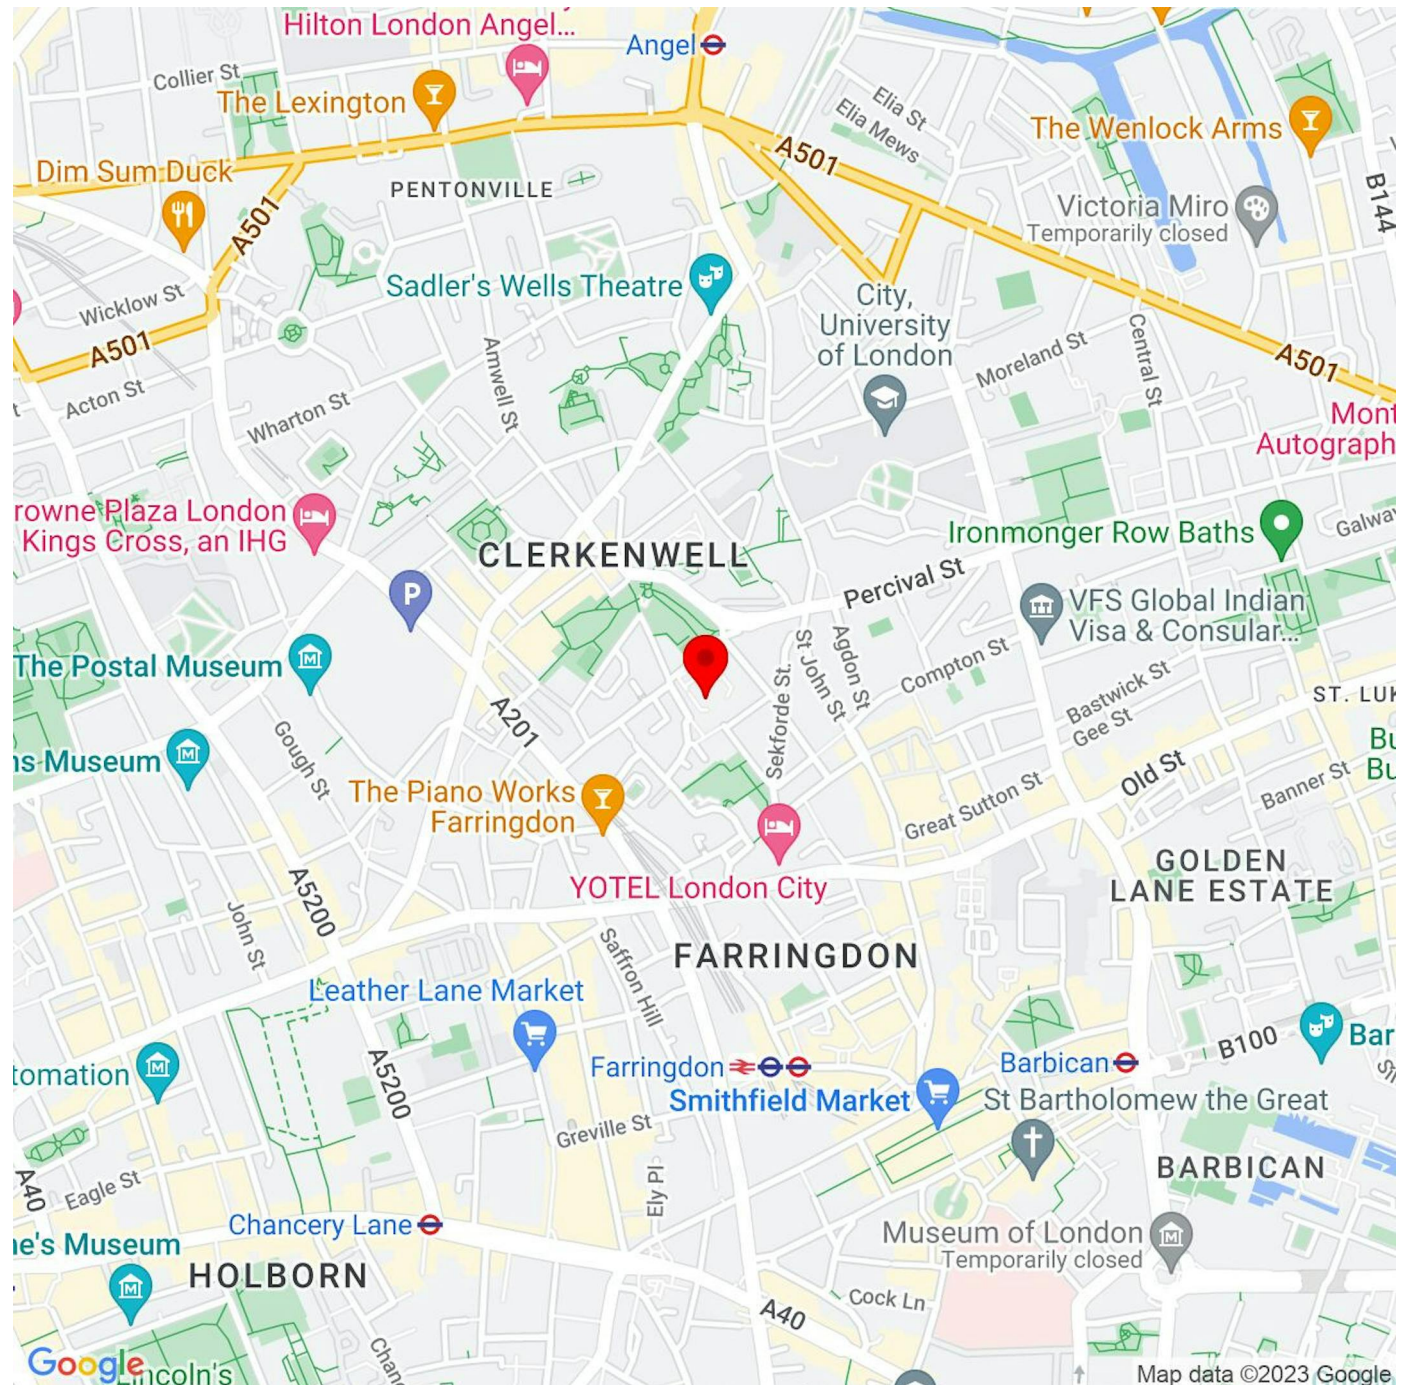 Hilton London Angel...
Angel
Collier St
The Lexington
Elia St
Elia Mews
The Wenlock Arms
A501
Dim Sum Duck
PENTONVILLE
B144
Victoria Miro
Temporarily closed
A501
Sadler's Wells Theatre
City,
University
of London
Wicklow St
A501
Amwell St
Moreland St
Central St
A501
Acton St
Wharton St
Mont
Autograph
rowne Plaza London
Kings Cross, an IHG
Ironmonger Row Baths
Galway
CLERKENWELL
Percival St
P
VFS Global Indian
Visa & Consular...
The Postal Museum
St John St
Agdon St
Compton St
Sekforde St.
Bastwick St
Gee St
ST. LUK
A201
Gough St
ns Museum
Bu
Bu
Old St
The Piano Works
Farringdon
Banner St
Great Sutton St
YOTEL London City
GOLDEN
LANE ESTATE
A5200
John St
Saffron Hill
FARRINGDON
Leather Lane Market
B100
Bar
Farringdon
Barbican
tomation
A5200
Smithfield Market
St Bartholomew the Great
Greville St
BARBICAN
A40
Eagle St
Ely Pl
Chancery Lane
Museum of London
Temporarily closed
ne's Museum
HOLBORN
Cock Ln
A40
Chanc
Google
Lincoln's
Map data ©2023 Google